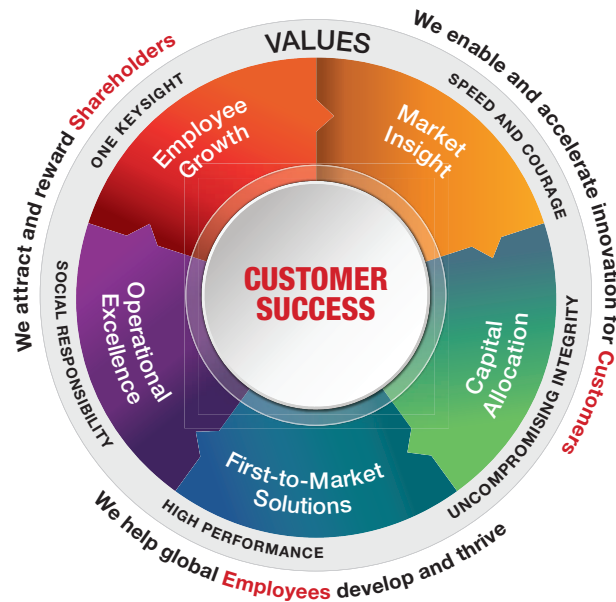 VALUES
SPEED AND COURAGE
UNCOMPROMISING INTEGRITY
HIGH PERFORMANCE
SOCIAL RESPONSIBILITY
ONE KEYSIGHT
We enable and accelerate innovation for Customers
We help global Employees develop and thrive
We attract and reward Shareholders
Market
Insight
Capital
Allocation
First-to-Market
Solutions
Operational
Excellence
Employee
Growth
CUSTOMER
SUCCESS